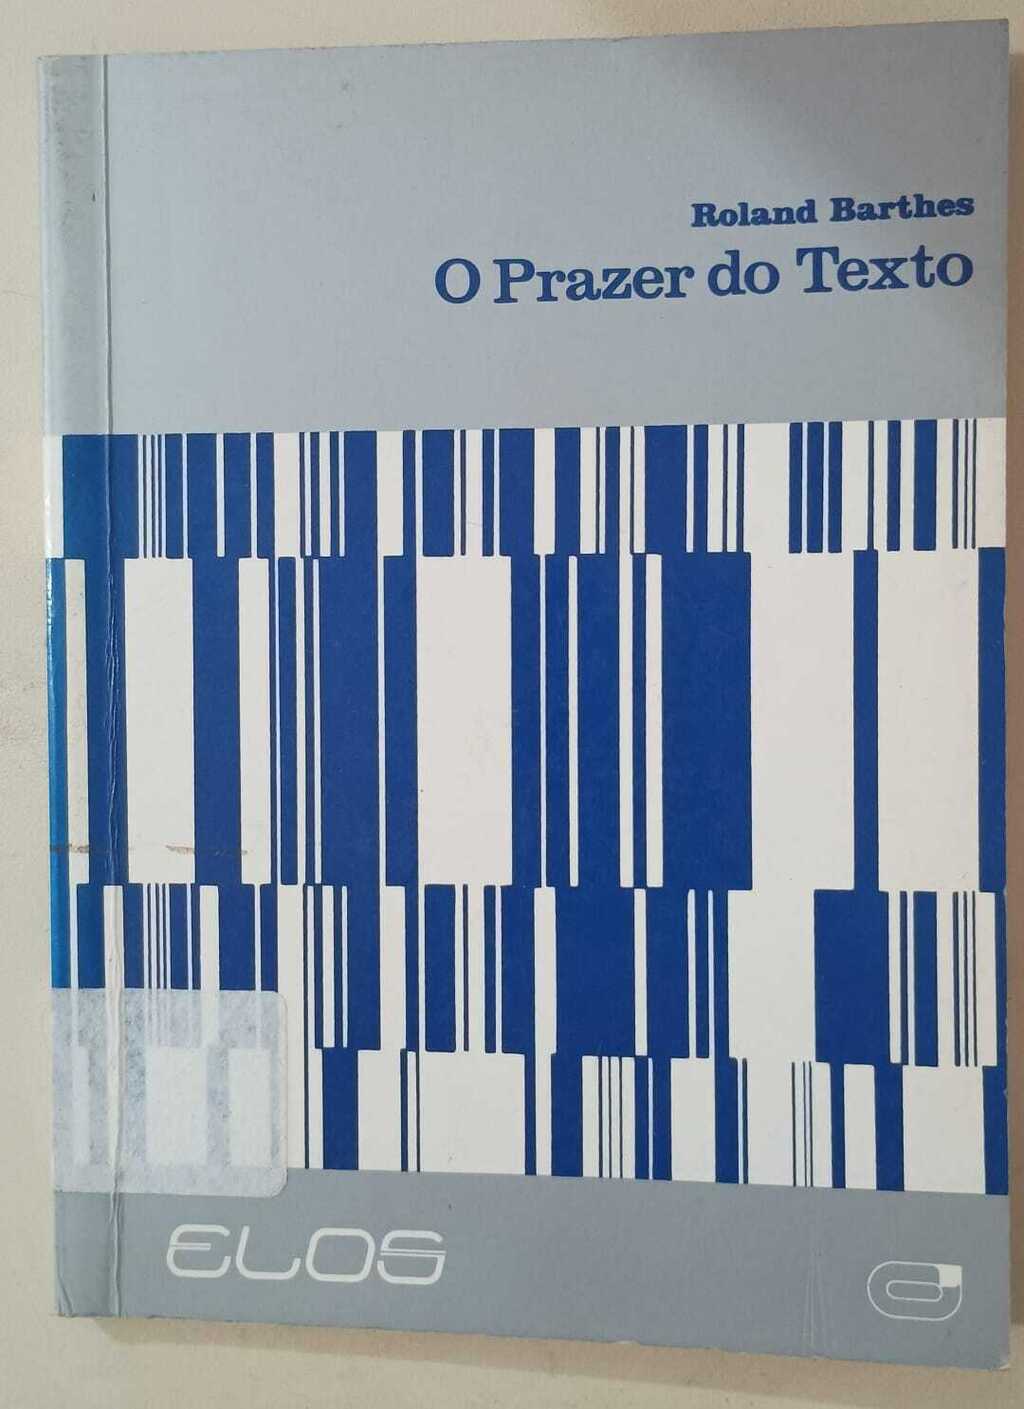 Roland Barthes
O Prazer do Texto
ELOS